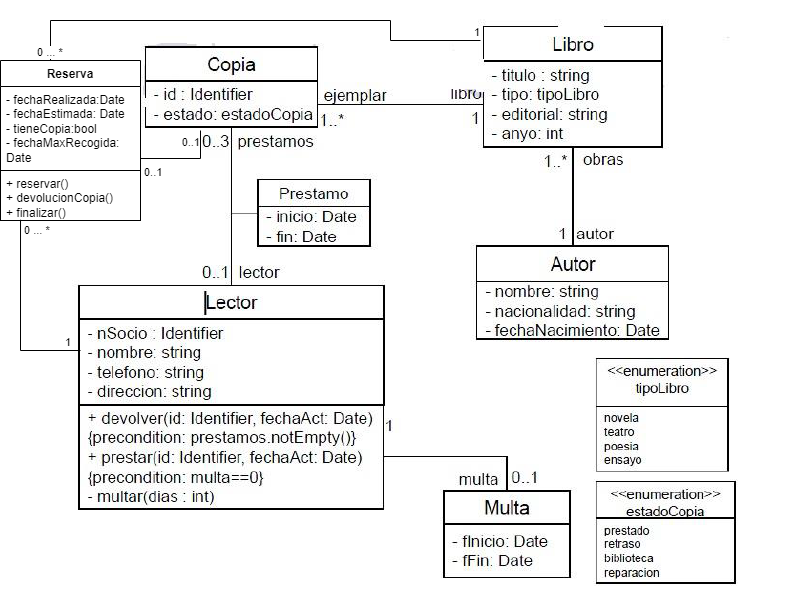 0 ... *
1
Reserva
- fechaRealizada:Date
- fechaEstimada: Date
- tieneCopia:bool
- fechaMaxRecogida:
Date
+ reservar()
+ devolucionCopia()
+ finalizar()
0 ... *
0..1
0..1
Copia
- id : Identifier
- estado: estadoCopia
ejemplar
1..*
libro
1
Libro
- titulo : string
- tipo: tipoLibro
- editorial: string
- anyo: int
0..3 prestamos
1..* obras
Prestamo
- inicio: Date
- fin: Date
1 autor
Autor
- nombre: string
- nacionalidad: string
- fechaNacimiento: Date
0..1 lector
1
Lector
- nSocio : Identifier
- nombre: string
- telefono: string
- direccion: string
+ devolver(id: Identifier, fechaAct: Date)
{precondition: prestamos.notEmpty()}
+ prestar(id: Identifier, fechaAct: Date)
{precondition: multa==0}
- multar(dias : int)
1
multa 0..1
Multa
- fInicio: Date
- fFin: Date
<<enumeration>>
tipoLibro
novela
teatro
poesia
ensayo
<<enumeration>>
estadoCopia
prestado
retraso
biblioteca
reparacion